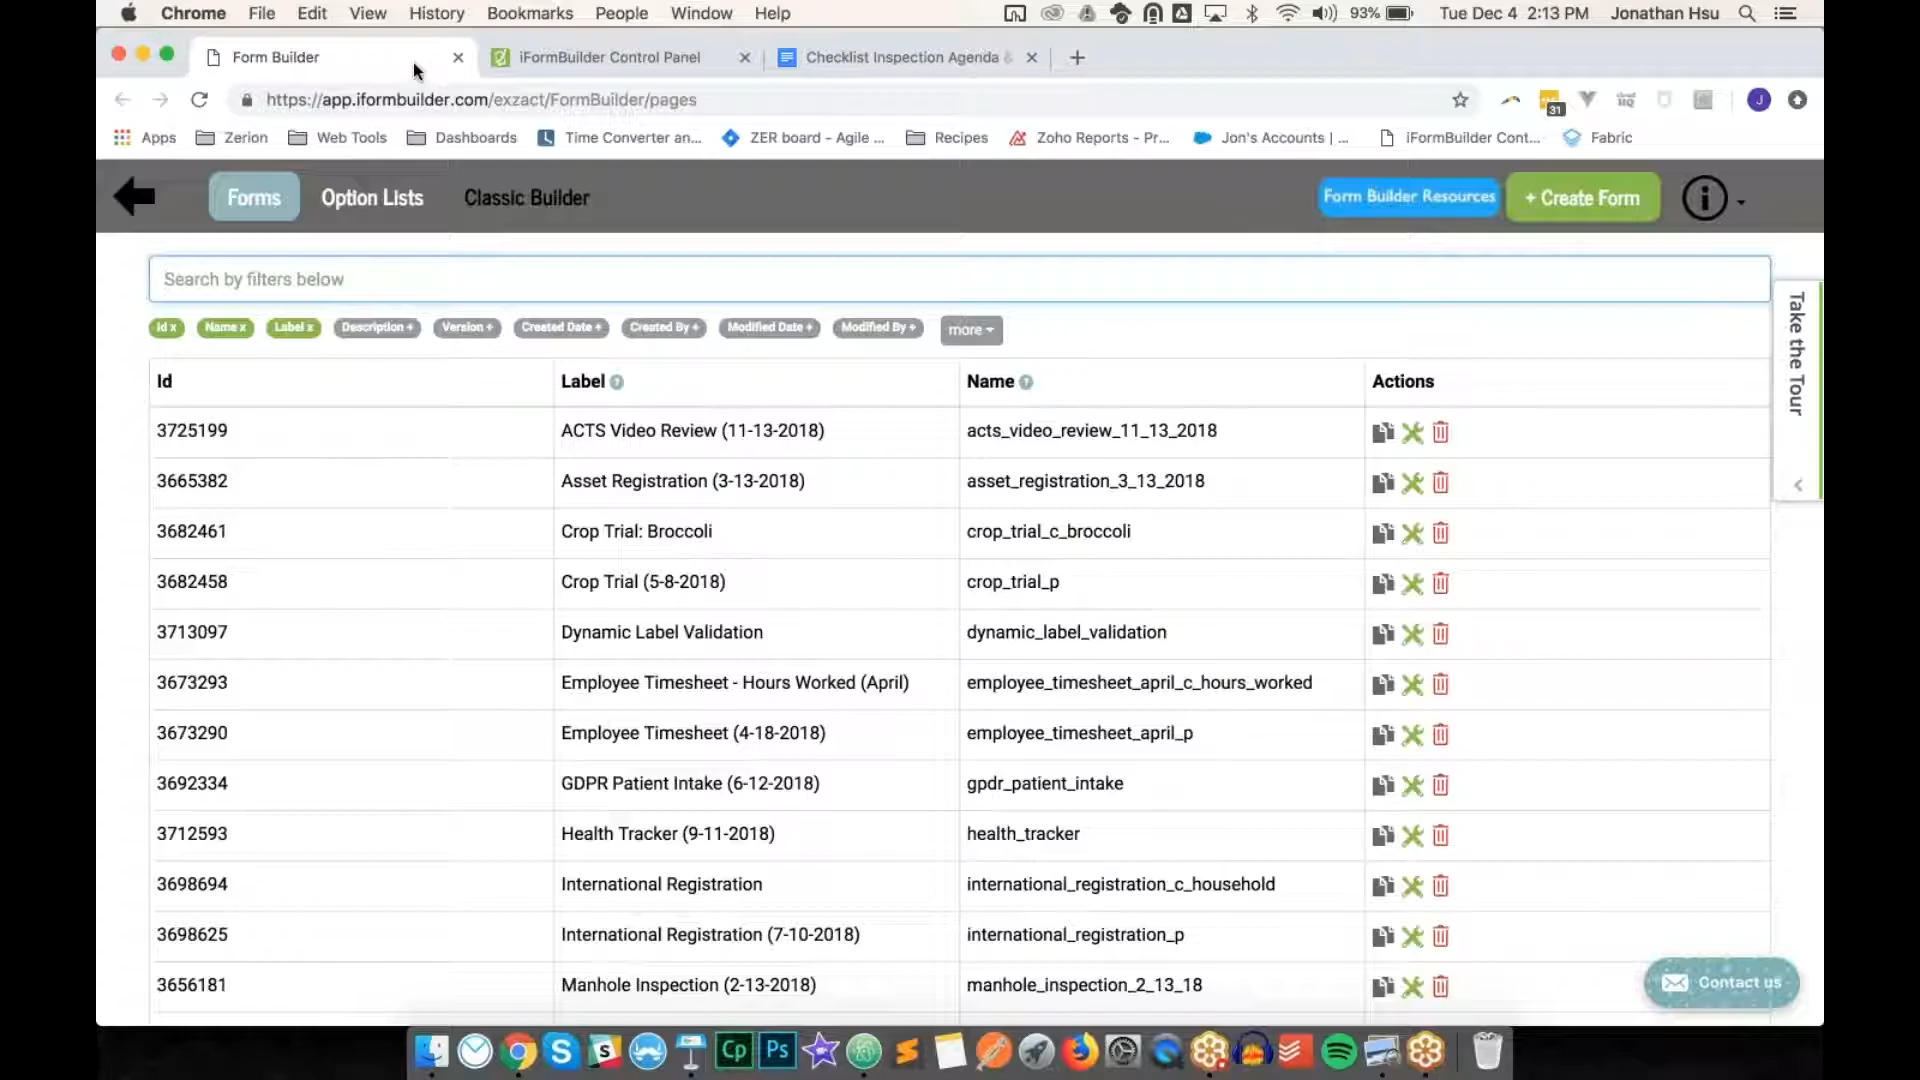 Chrome File Edit View History Bookmarks People Window Help 93% Tue Dec 4 2:13 PM Jonathan Hsu
Form Builder iFormBuilder Control Panel Checklist Inspection Agenda &
https://app.iformbuilder.com/exzact/FormBuilder/pages 31 J
Apps Zerion Web Tools Dashboards Time Converter an... ZER board - Agile ... Recipes Zoho Reports - Pr... Jon's Accounts | ... iFormBuilder Cont... Fabric
Forms Option Lists Classic Builder Form Builder Resources + Create Form
Search by filters below
Id x Name x Label x Description + Version + Created Date + Created By + Modified Date + Modified By + more
Take the Tour
Id Label Name Actions
3725199 ACTS Video Review (11-13-2018) acts_video_review_11_13_2018
3665382 Asset Registration (3-13-2018) asset_registration_3_13_2018
3682461 Crop Trial: Broccoli crop_trial_c_broccoli
3682458 Crop Trial (5-8-2018) crop_trial_p
3713097 Dynamic Label Validation dynamic_label_validation
3673293 Employee Timesheet - Hours Worked (April) employee_timesheet_april_c_hours_worked
3673290 Employee Timesheet (4-18-2018) employee_timesheet_april_p
3692334 GDPR Patient Intake (6-12-2018) gpdr_patient_intake
3712593 Health Tracker (9-11-2018) health_tracker
3698694 International Registration international_registration_c_household
3698625 International Registration (7-10-2018) international_registration_p
3656181 Manhole Inspection (2-13-2018) manhole_inspection_2_13_18
Contact us
S S Cp Ps